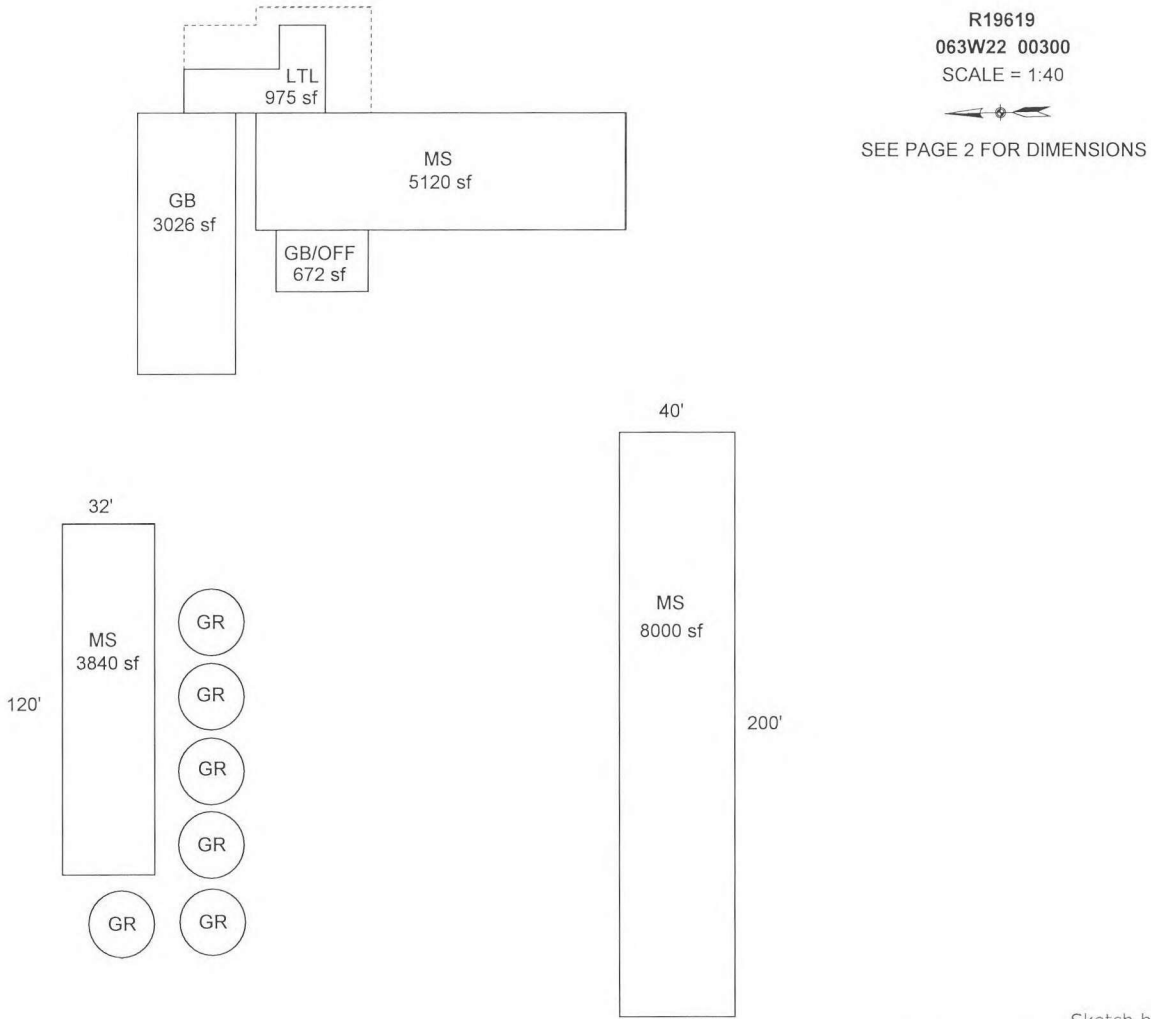 R19619
063W22 00300
SCALE = 1:40
SEE PAGE 2 FOR DIMENSIONS
LTL
975 sf
MS
5120 sf
GB
3026 sf
GB/OFF
672 sf
40'
32'
MS
8000 sf
MS
3840 sf
120'
200'
GR
GR
GR
GR
GR
GR
Sketch b